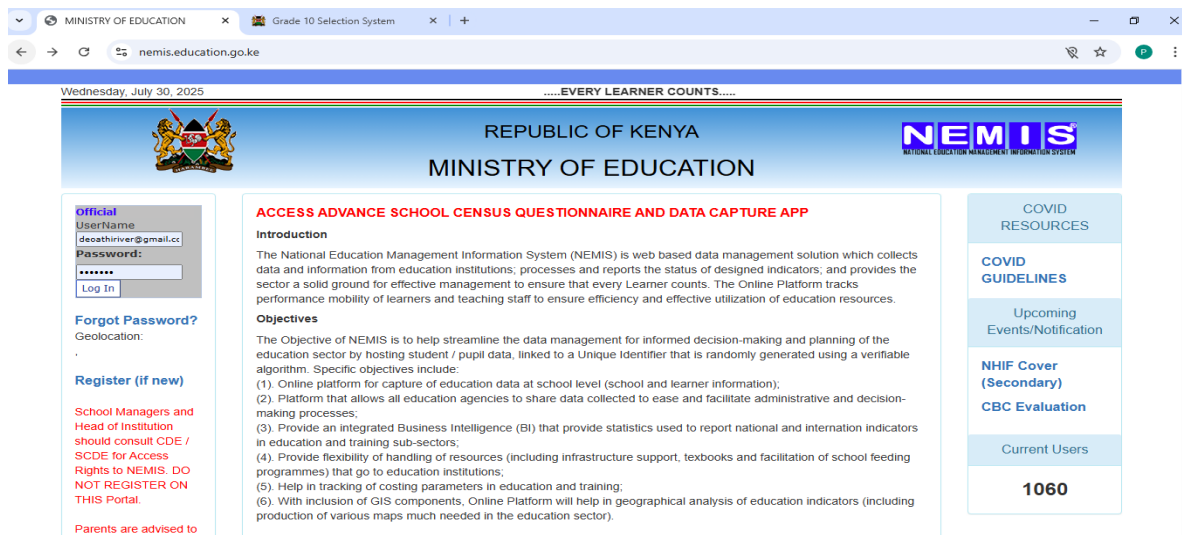 MINISTRY OF EDUCATION
Grade 10 Selection System
nemis.education.go.ke
P
Wednesday, July 30, 2025
.....EVERY LEARNER COUNTS.....
REPUBLIC OF KENYA
MINISTRY OF EDUCATION
HARAMBEE
NEMIS
NATIONAL EDUCATION MANAGEMENT INFORMATION SYSTEM
Official
UserName
deoathiriver@gmail.cc
Password:
•••••••
Log In
Forgot Password?
Geolocation:
,
Register (if new)
School Managers and
Head of Institution
should consult CDE /
SCDE for Access
Rights to NEMIS. DO
NOT REGISTER ON
THIS Portal.
Parents are advised to
ACCESS ADVANCE SCHOOL CENSUS QUESTIONNAIRE AND DATA CAPTURE APP
Introduction
The National Education Management Information System (NEMIS) is web based data management solution which collects
data and information from education institutions; processes and reports the status of designed indicators; and provides the
sector a solid ground for effective management to ensure that every Learner counts. The Online Platform tracks
performance mobility of learners and teaching staff to ensure efficiency and effective utilization of education resources.
Objectives
The Objective of NEMIS is to help streamline the data management for informed decision-making and planning of the
education sector by hosting student / pupil data, linked to a Unique Identifier that is randomly generated using a verifiable
algorithm. Specific objectives include:
(1). Online platform for capture of education data at school level (school and learner information);
(2). Platform that allows all education agencies to share data collected to ease and facilitate administrative and decision-
making processes;
(3). Provide an integrated Business Intelligence (BI) that provide statistics used to report national and internation indicators
in education and training sub-sectors;
(4). Provide flexibility of handling of resources (including infrastructure support, texbooks and facilitation of school feeding
programmes) that go to education institutions;
(5). Help in tracking of costing parameters in education and training;
(6). With inclusion of GIS components, Online Platform will help in geographical analysis of education indicators (including
production of various maps much needed in the education sector).
COVID
RESOURCES
COVID
GUIDELINES
Upcoming
Events/Notification
NHIF Cover
(Secondary)
CBC Evaluation
Current Users
1060